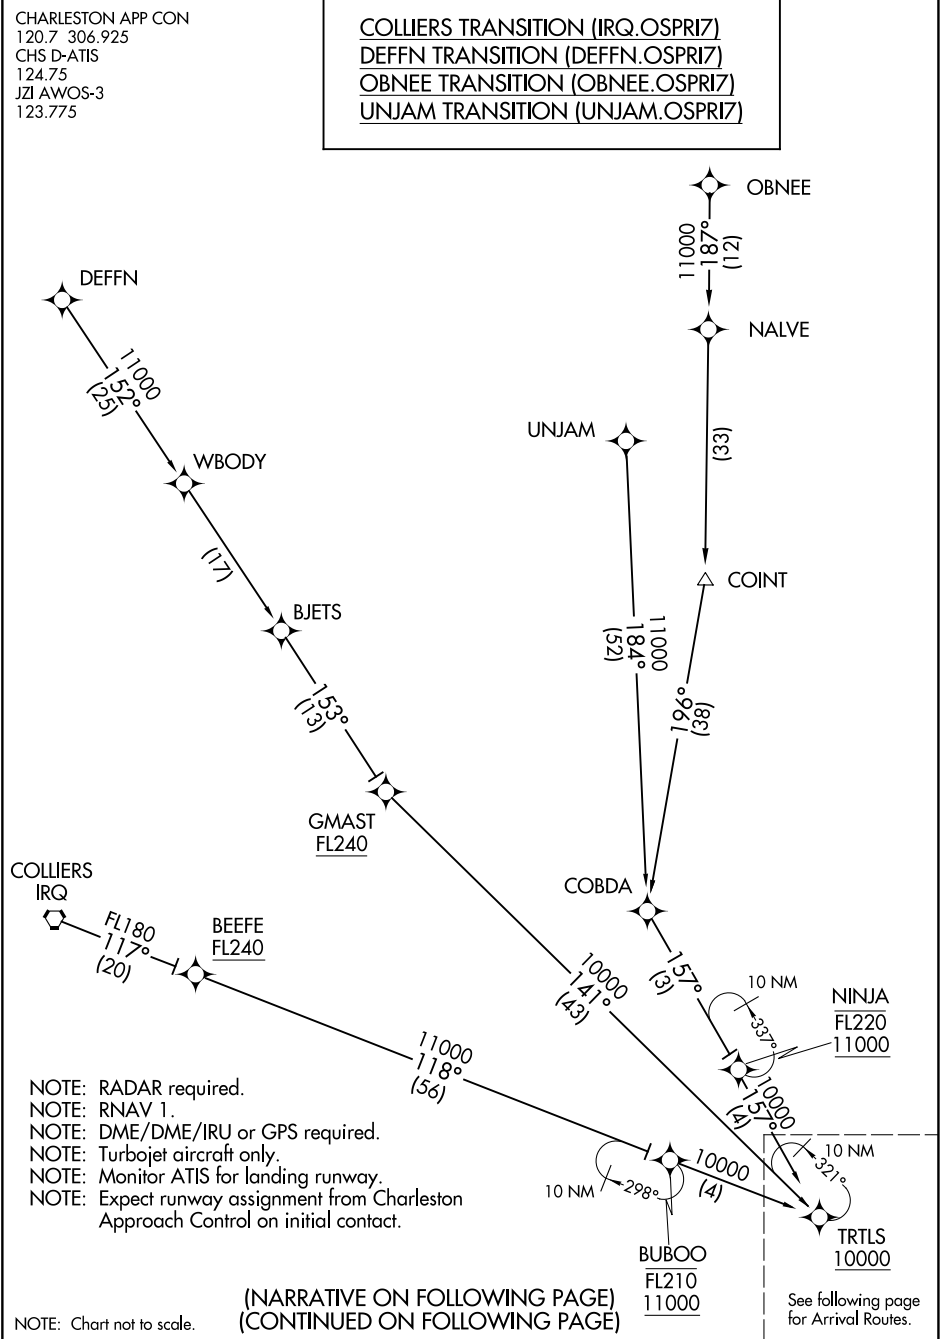 CHARLESTON APP CON
120.7 306.925
CHS D-ATIS
124.75
JZI AWOS-3
123.775
COLLIERS TRANSITION (IRQ.OSPRI7)
DEFFN TRANSITION (DEFFN.OSPRI7)
OBNEE TRANSITION (OBNEE.OSPRI7)
UNJAM TRANSITION (UNJAM.OSPRI7)
OBNEE
11000
187°
(12)
NALVE
(33)
COINT
196°
(38)
DEFFN
11000
152°
(25)
WBODY
(17)
BJETS
153°
(13)
GMAST
FL240
UNJAM
11000
184°
(52)
COBDA
157°
(3)
10 NM
337°
NINJA
FL220
11000
10000
157°
(4)
10000
141°
(43)
COLLIERS
IRQ
FL180
117°
(20)
BEEFE
FL240
11000
118°
(56)
10 NM
298°
BUBOO
FL210
11000
10000
(4)
10 NM
321°
TRTLS
10000
NOTE: RADAR required.
NOTE: RNAV 1.
NOTE: DME/DME/IRU or GPS required.
NOTE: Turbojet aircraft only.
NOTE: Monitor ATIS for landing runway.
NOTE: Expect runway assignment from Charleston
Approach Control on initial contact.
See following page
for Arrival Routes.
(NARRATIVE ON FOLLOWING PAGE)
(CONTINUED ON FOLLOWING PAGE)
NOTE: Chart not to scale.